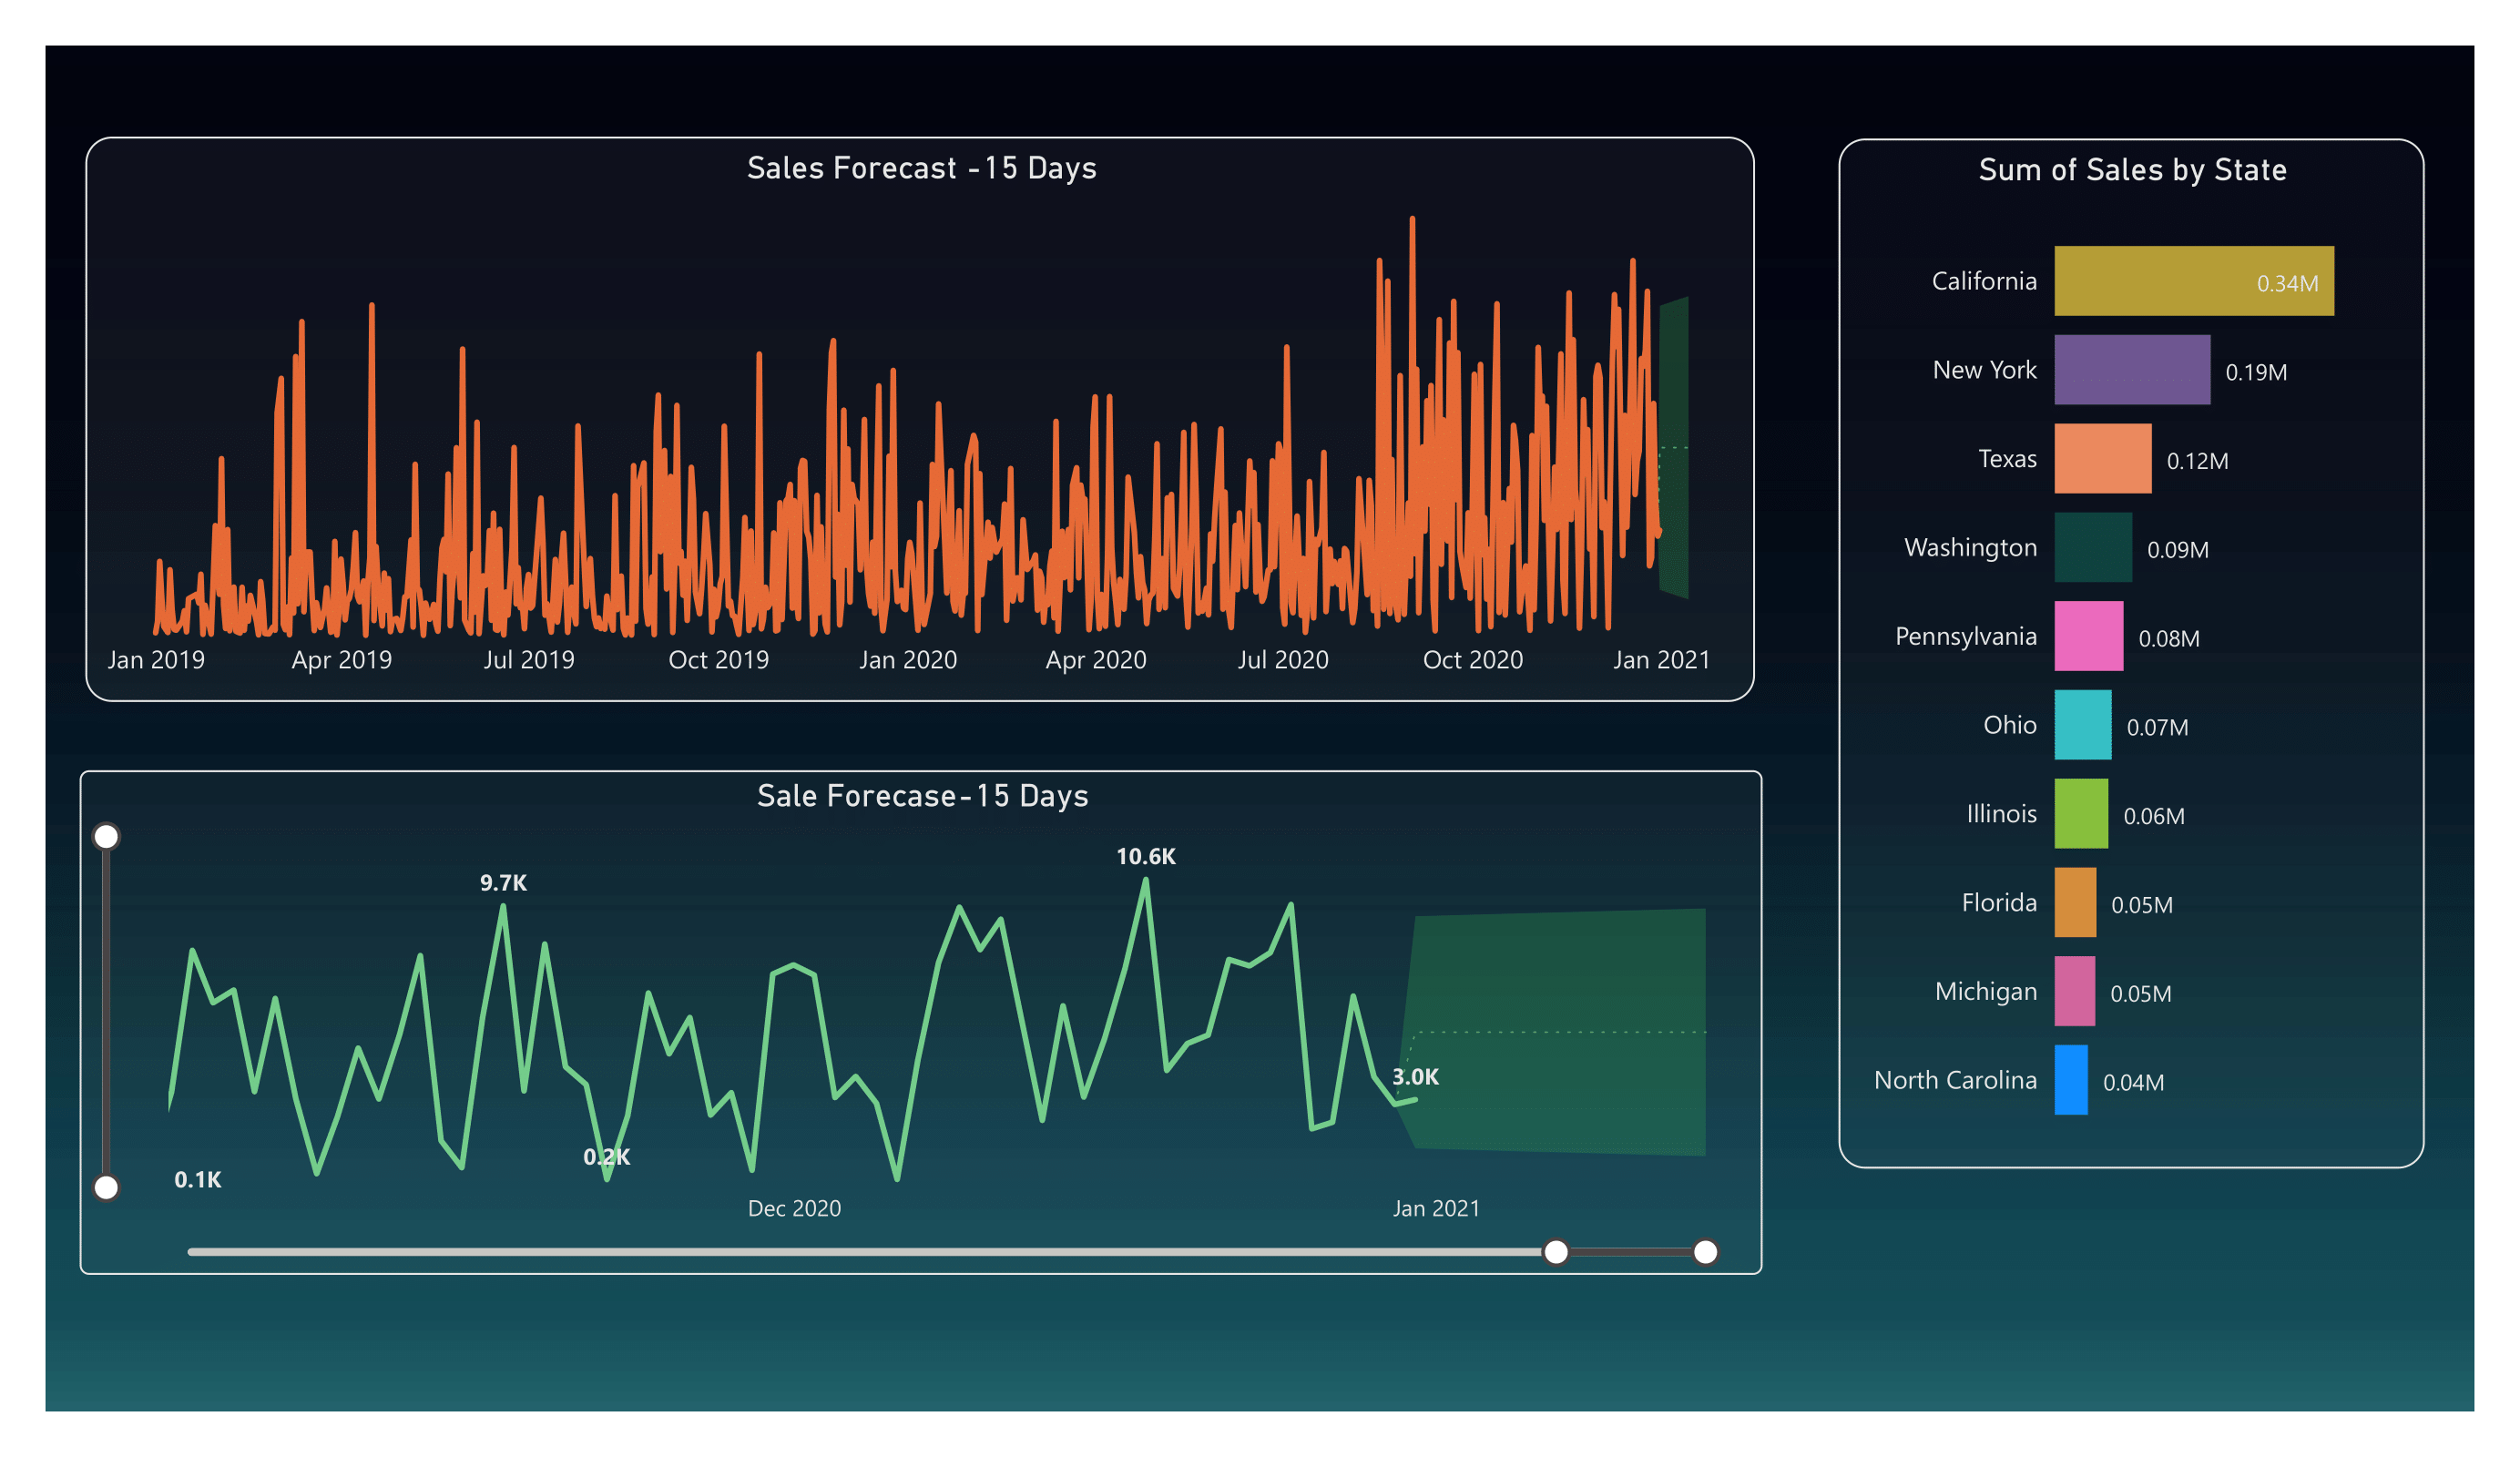 Sales Forecast -15 Days
Jan 2019 Apr 2019 Jul 2019 Oct 2019 Jan 2020 Apr 2020 Jul 2020 Oct 2020 Jan 2021
Sale Forecase-15 Days
10.6K
9.7K
3.0K
0.2K
0.1K
Dec 2020 Jan 2021
Sum of Sales by State
California 0.34M
New York 0.19M
Texas 0.12M
Washington 0.09M
Pennsylvania 0.08M
Ohio 0.07M
Illinois 0.06M
Florida 0.05M
Michigan 0.05M
North Carolina 0.04M